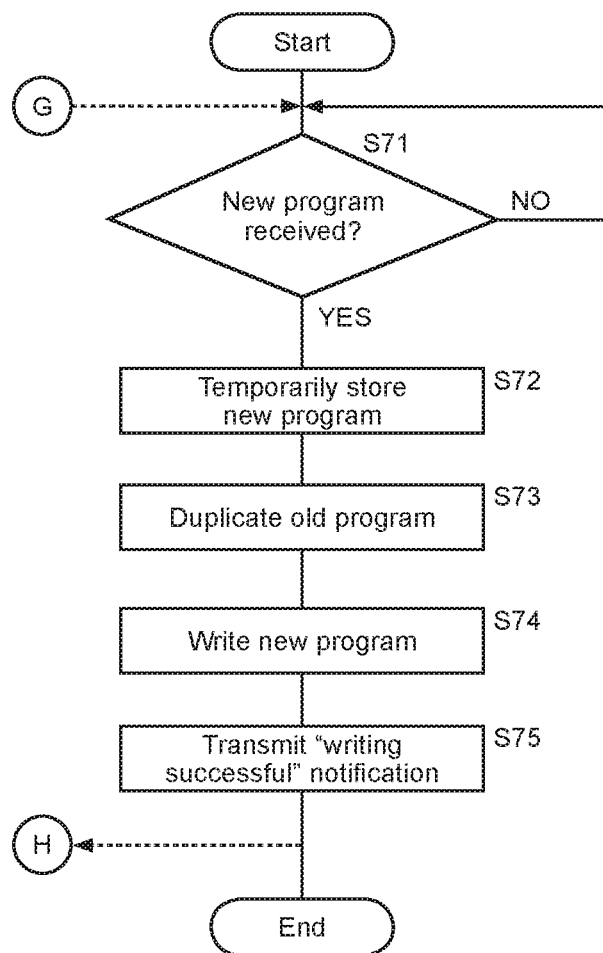 Start
G
S71
New program
received?
NO
YES
Temporarily store
new program
S72
Duplicate old program
S73
Write new program
S74
Transmit “writing
successful” notification
S75
H
End